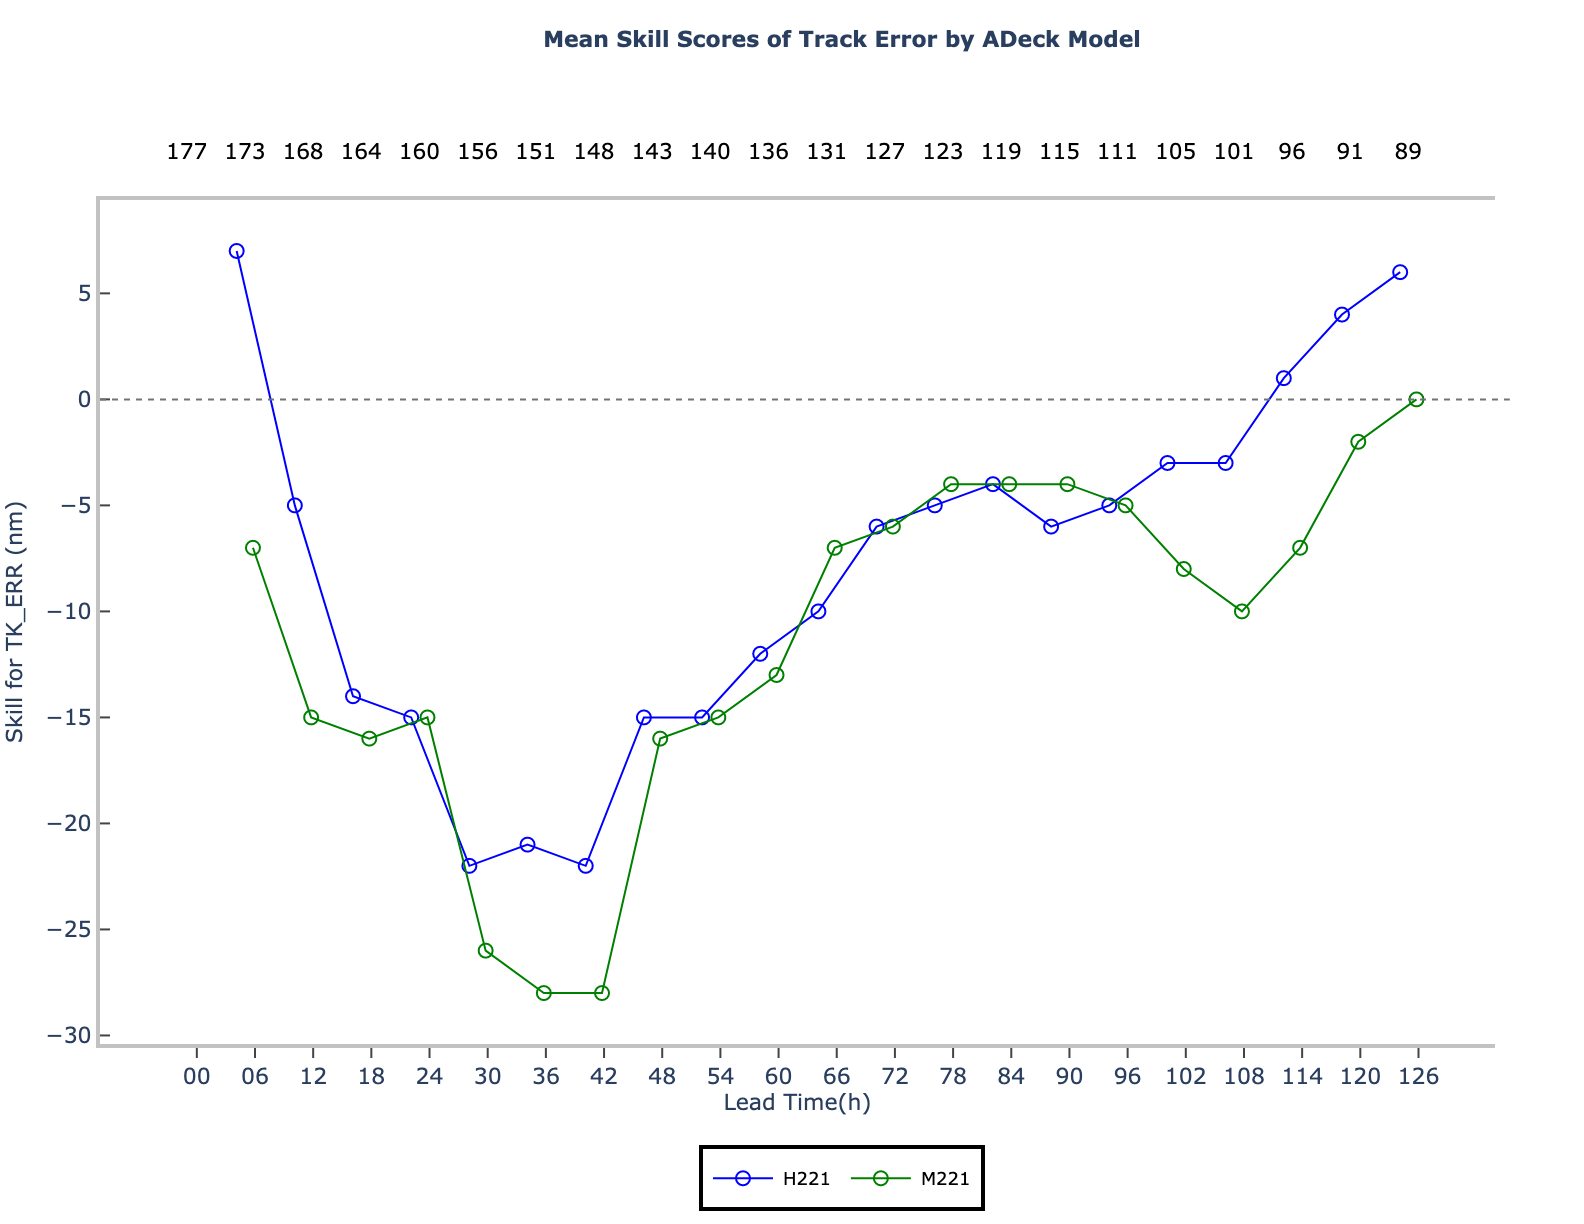 Mean Skill Scores of Track Error by ADeck Model
177 173 168 164 160 156 151 148 143 140 136 131 127 123 119 115 111 105 101 96 91 89
5
0
−5
−10
−15
−20
−25
−30
Skill for TK_ERR (nm)
00 06 12 18 24 30 36 42 48 54 60 66 72 78 84 90 96 102 108 114 120 126
Lead Time(h)
H221 M221